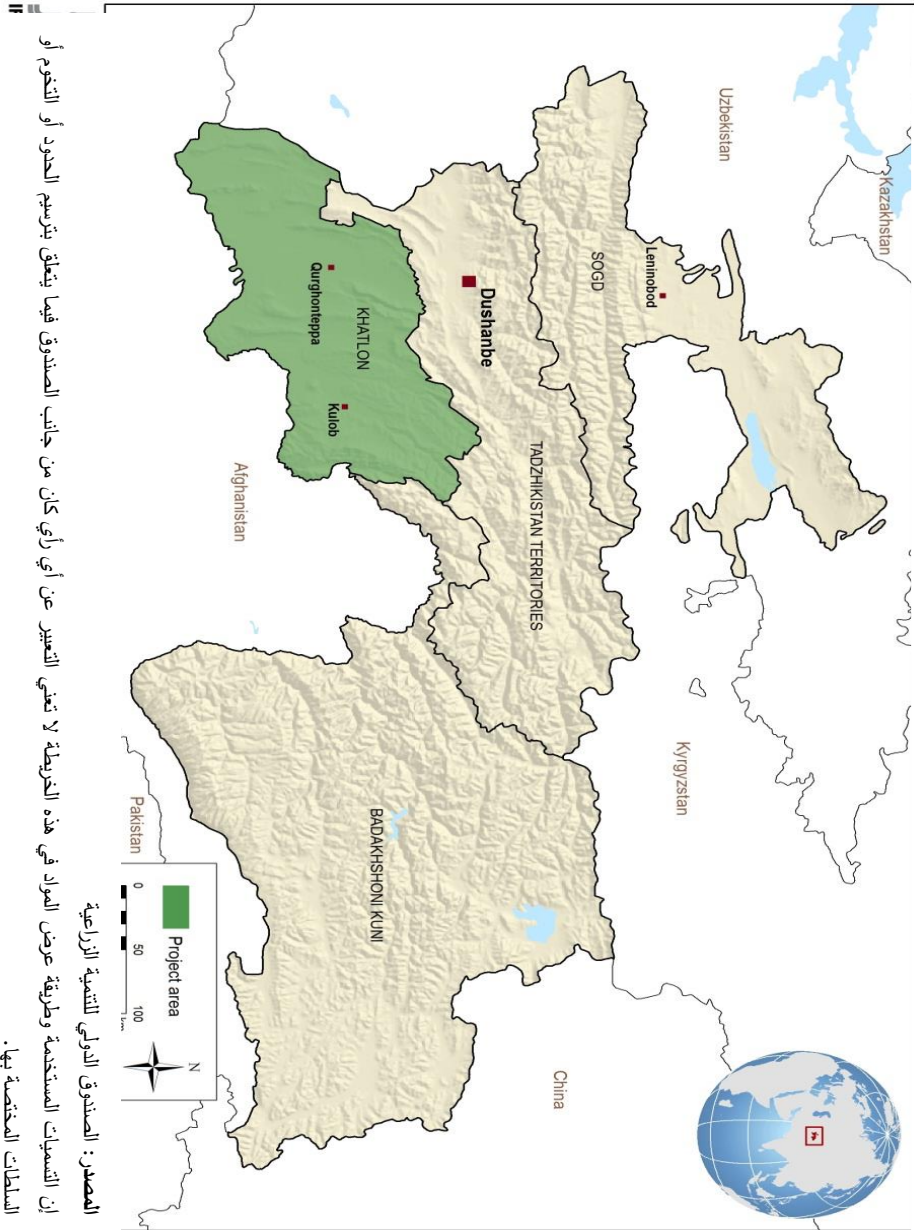 Kazakhstan
Uzbekistan
Kyrgyzstan
China
Leninobod
SOGD
Dushanbe
TADZHIKISTAN TERRITORIES
KHATLON
Qurghonteppa
Kulob
BADAKHSHONI KUNI
Afghanistan
Pakistan
Project area
N
0 50 100
km
المصدر: الصندوق الدولي للتنمية الزراعية
إن التسميات المستخدمة وطريقة عرض المواد في هذه الخريطة لا تعني التعبير عن أي رأي كان من جانب الصندوق فيما يتعلق بترسيم الحدود أو التخوم أو
السلطات المختصة بها.